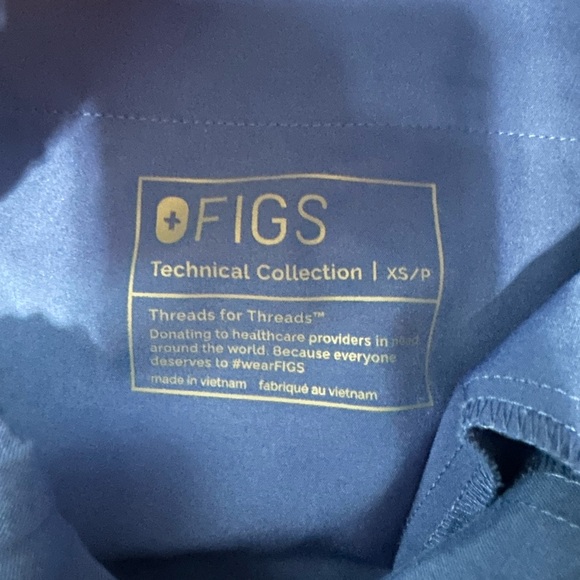 FIGS
Technical Collection | XS/P
Threads for Threads™
Donating to healthcare providers in need
around the world. Because everyone
deserves to #wearFIGS
made in vietnam fabriqué au vietnam